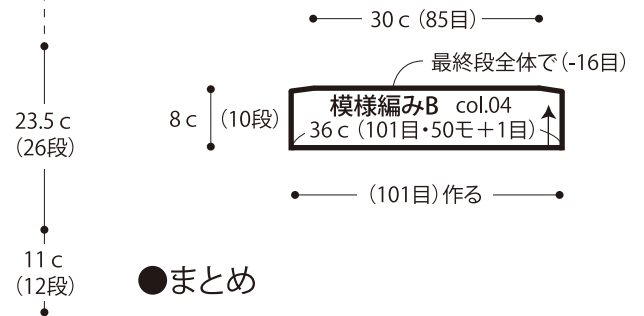 30 c (85目)
最終段全体で(-16目)
模様編みB col.04
8 c (10段)
36 c (101目・50モ+1目)
(101目)作る
23.5 c
(26段)
11 c
(12段)
●まとめ